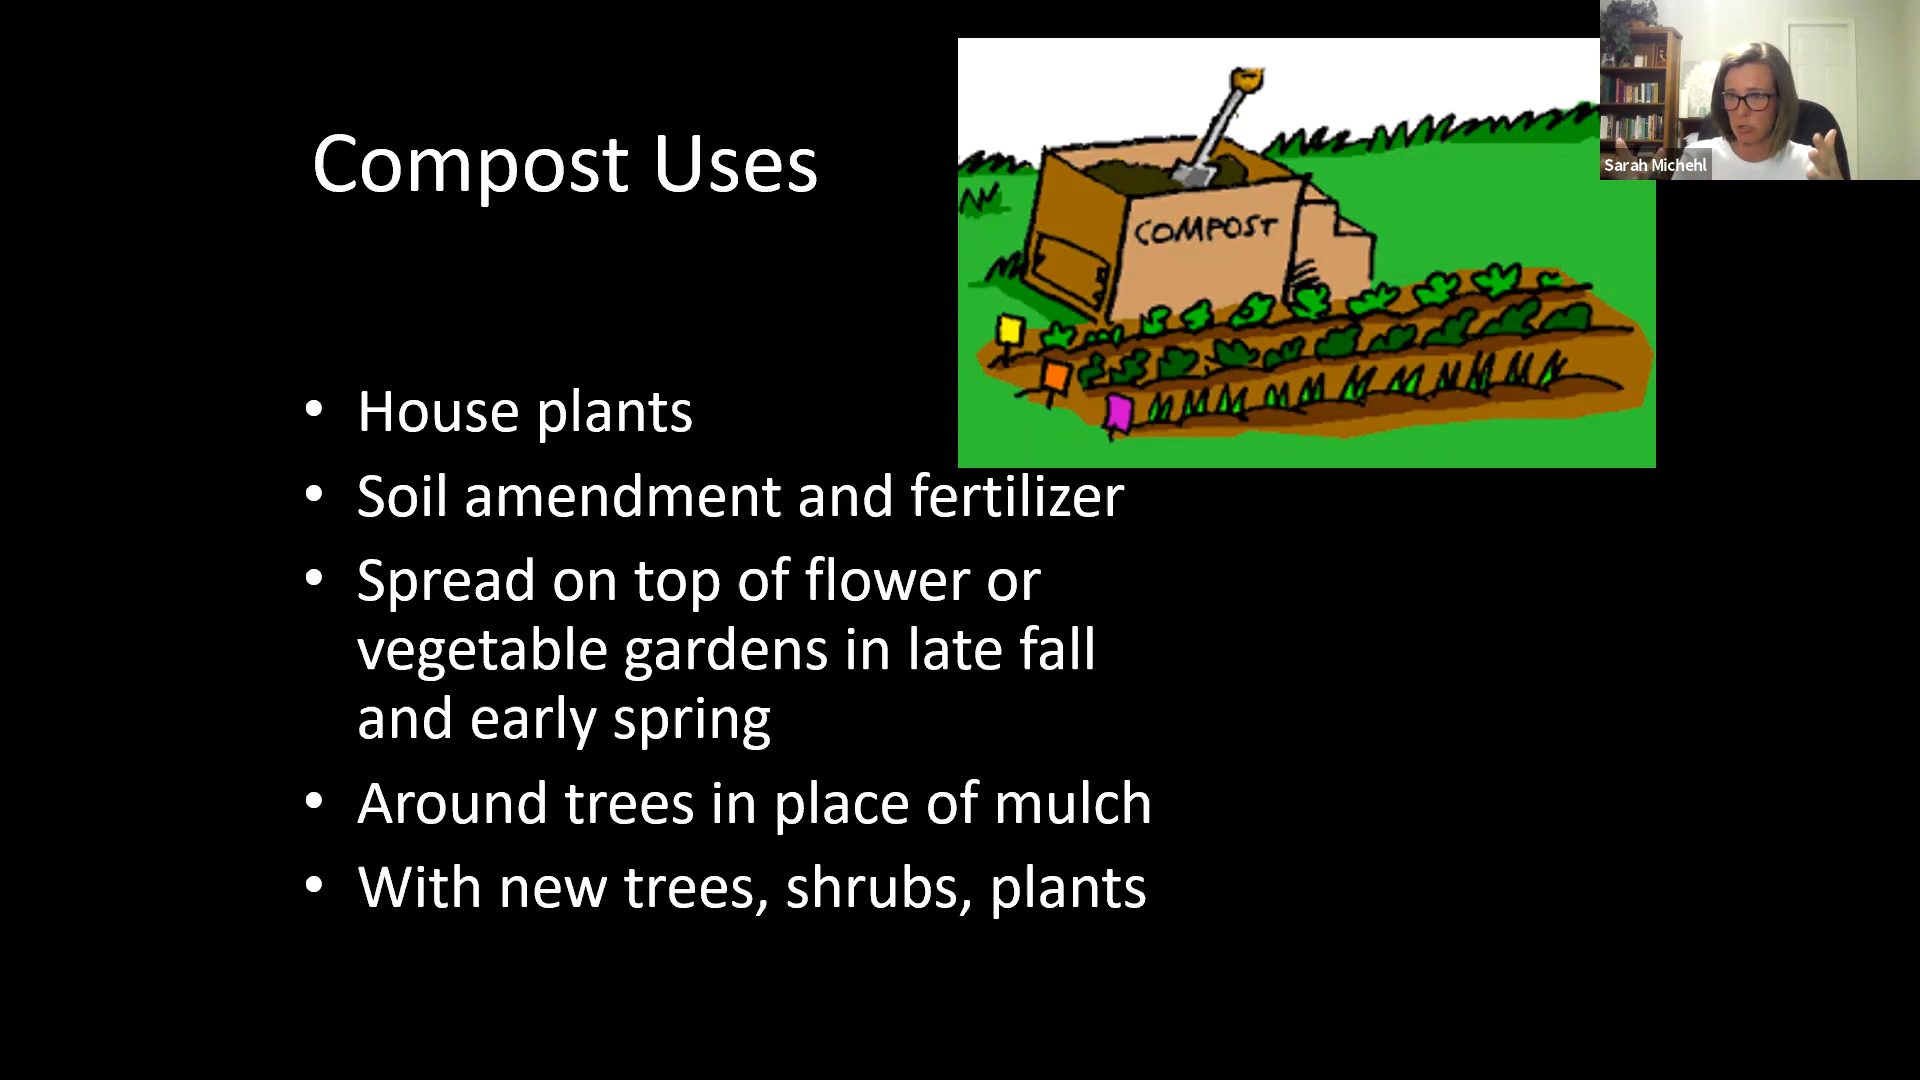 Compost Uses
COMPOST
Sarah Michehl
• House plants
• Soil amendment and fertilizer
• Spread on top of flower or
vegetable gardens in late fall
and early spring
• Around trees in place of mulch
• With new trees, shrubs, plants